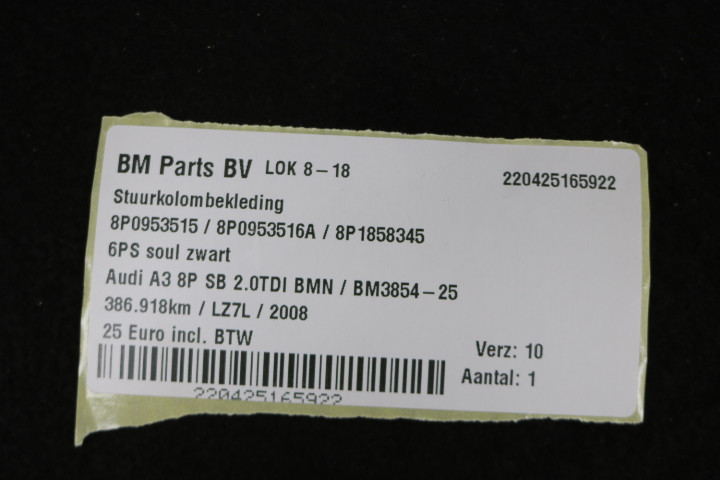 BM Parts BV LOK 8-18 220425165922
Stuurkolombekleding
8P0953515 / 8P0953516A / 8P1858345
6PS soul zwart
Audi A3 8P SB 2.0TDI BMN / BM3854-25
386.918km / LZ7L / 2008
25 Euro incl. BTW
Verz: 10
Aantal: 1
220425165922